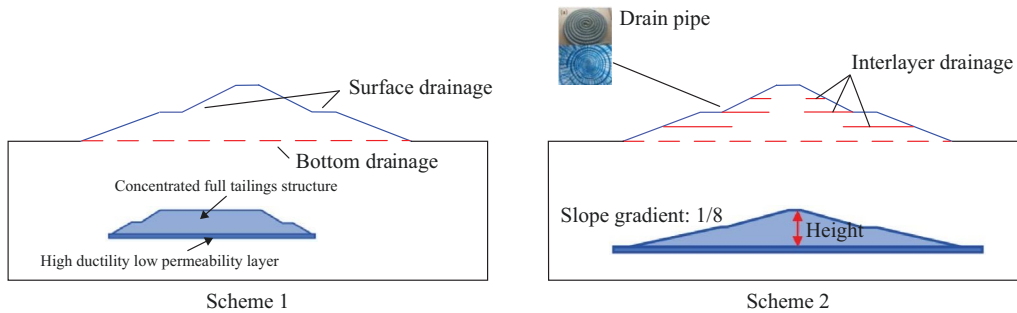 Surface drainage
Bottom drainage
Concentrated full tailings structure
High ductility low permeability layer
Scheme 1
Drain pipe
Interlayer drainage
Slope gradient: 1/8
Height
Scheme 2